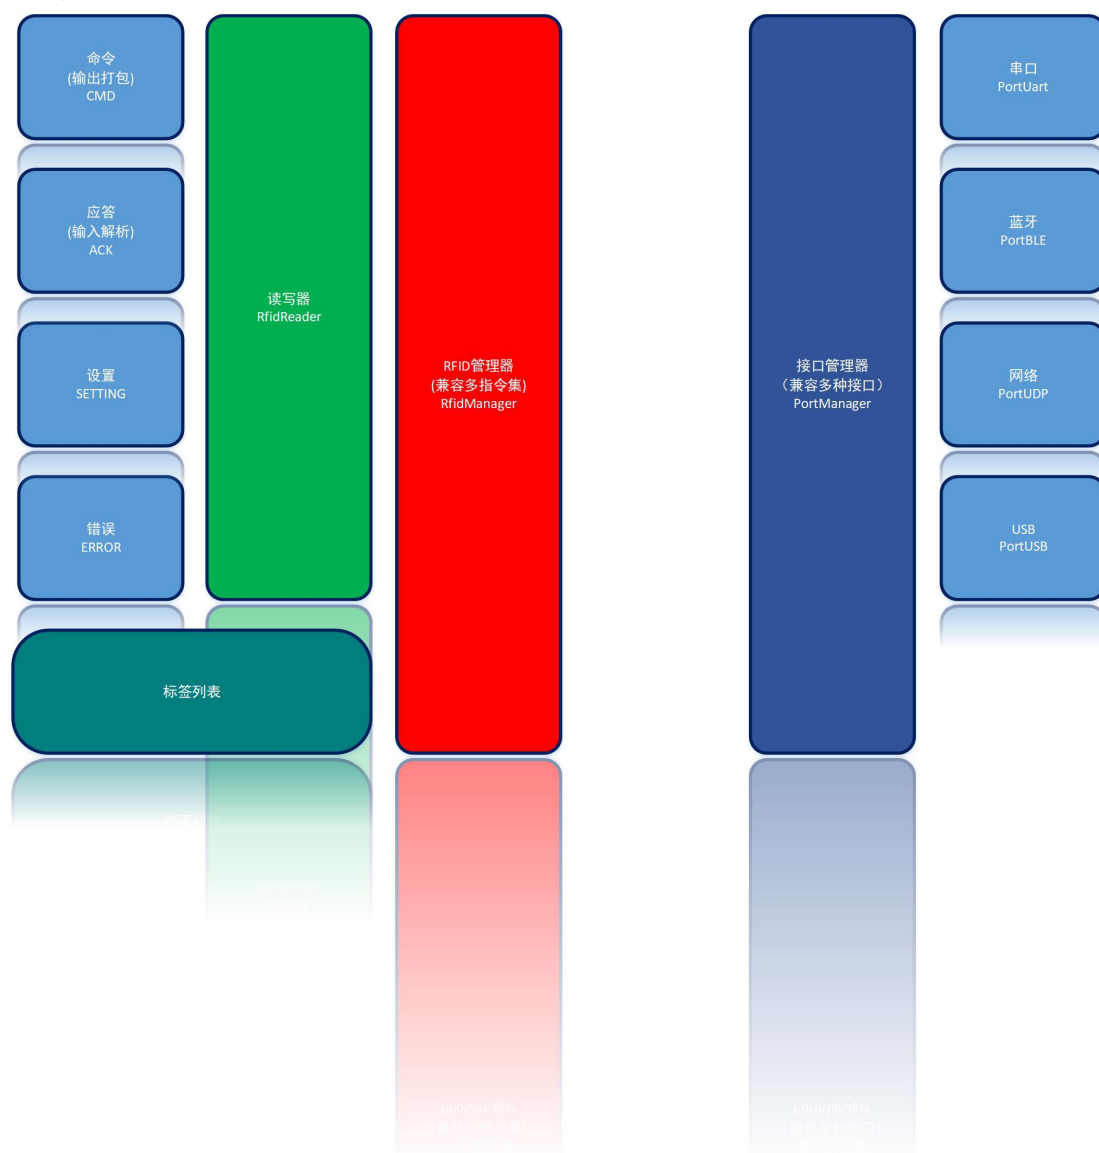 命令
(输出打包)
CMD
应答
(输入解析)
ACK
设置
SETTING
错误
ERROR
读写器
RfidReader
标签列表
RFID管理器
(兼容多指令集)
RfidManager
接口管理器
（兼容多种接口）
PortManager
串口
PortUart
蓝牙
PortBLE
网络
PortUDP
USB
PortUSB